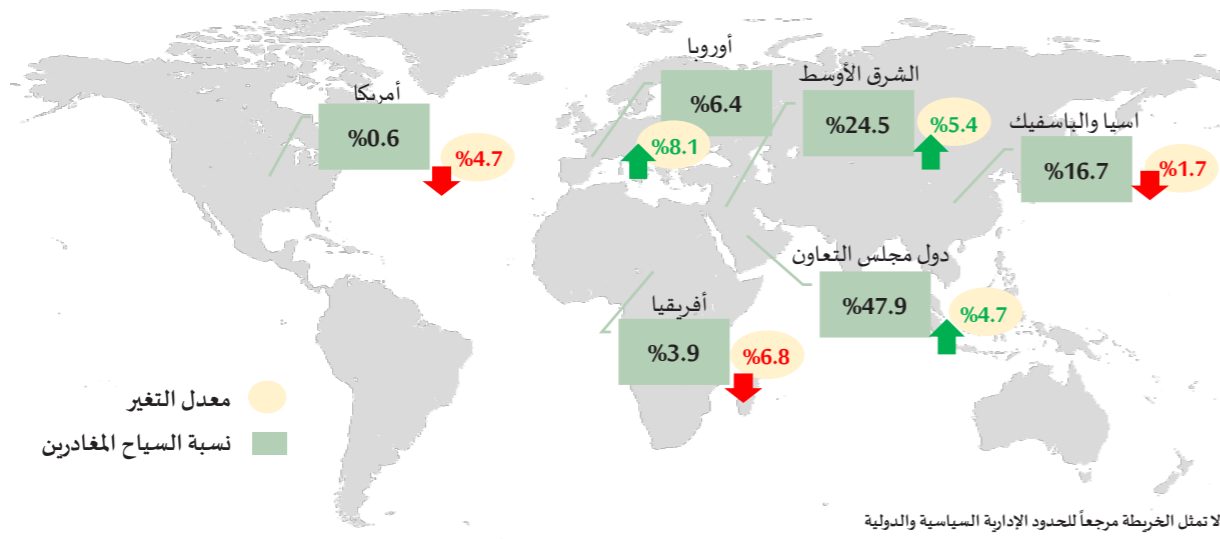 أوروبا
%6.4
%8.1
الشرق الأوسط
%24.5
%5.4
أمريكا
%0.6
%4.7
اسيا والباسفيك
%16.7
%1.7
دول مجلس التعاون
%47.9
%4.7
أفريقيا
%3.9
%6.8
معدل التغير
نسبة السياح المغادرين
لا تمثل الخريطة مرجعاً للحدود الإدارية السياسية والدولية